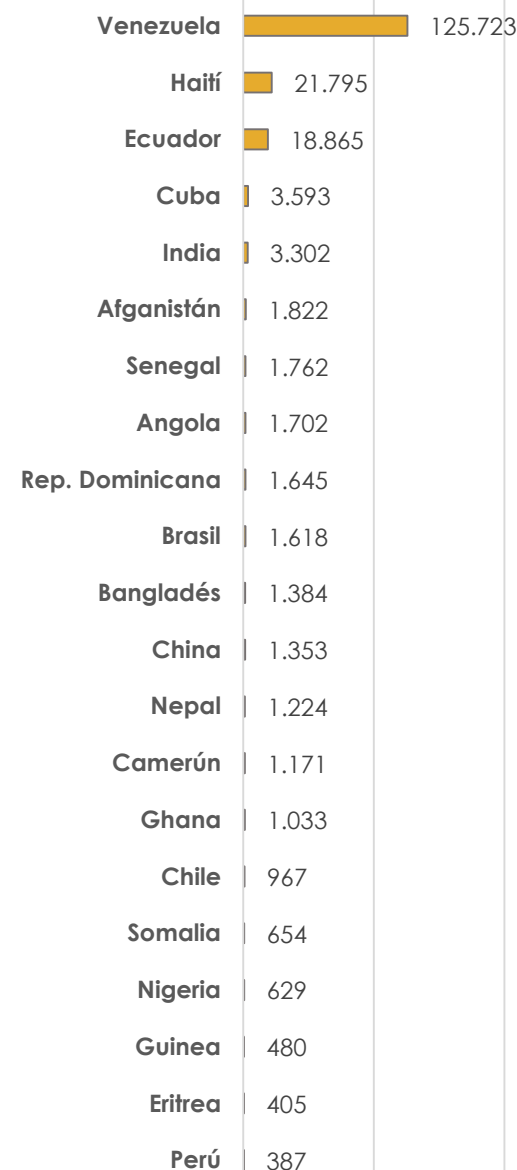 Venezuela 125.723
Haití 21.795
Ecuador 18.865
Cuba 3.593
India 3.302
Afganistán 1.822
Senegal 1.762
Angola 1.702
Rep. Dominicana 1.645
Brasil 1.618
Bangladés 1.384
China 1.353
Nepal 1.224
Camerún 1.171
Ghana 1.033
Chile 967
Somalia 654
Nigeria 629
Guinea 480
Eritrea 405
Perú 387